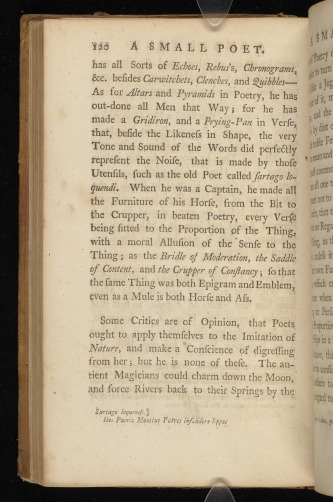 120 A SMALL POET.
has all Sorts of Echoes, Rebus's, Chronograms,
&c. besides Carwitchets, Clenches, and Quibbles—
As for Altars and Pyramids in Poetry, he has
out-done all Men that Way; for he has
made a Gridiron, and a Frying-Pan in Verse,
that, beside the Likeness in Shape, the very
Tone and Sound of the Words did perfectly
represent the Noise, that is made by those
Utensils, such as the old Poet called sartago lo-
quendi. When he was a Captain, he made all
the Furniture of his Horse, from the Bit to
the Crupper, in beaten Poetry, every Verse
being fitted to the Proportion of the Thing,
with a moral Allusion of the Sense to the
Thing; as the Bridle of Moderation, the Saddle
of Content, and the Crupper of Constancy; so that
the same Thing was both Epigram and Emblem,
even as a Mule is both Horse and Ass.
Some Critics are of Opinion, that Poets
ought to apply themselves to the Imitation of
Nature, and make a Conscience of digressing
from her; but he is none of these. The an-
tient Magicians could charm down the Moon,
and force Rivers back to their Springs by the
Sartago loquendi.]
Hos Pueris Monitus Patres